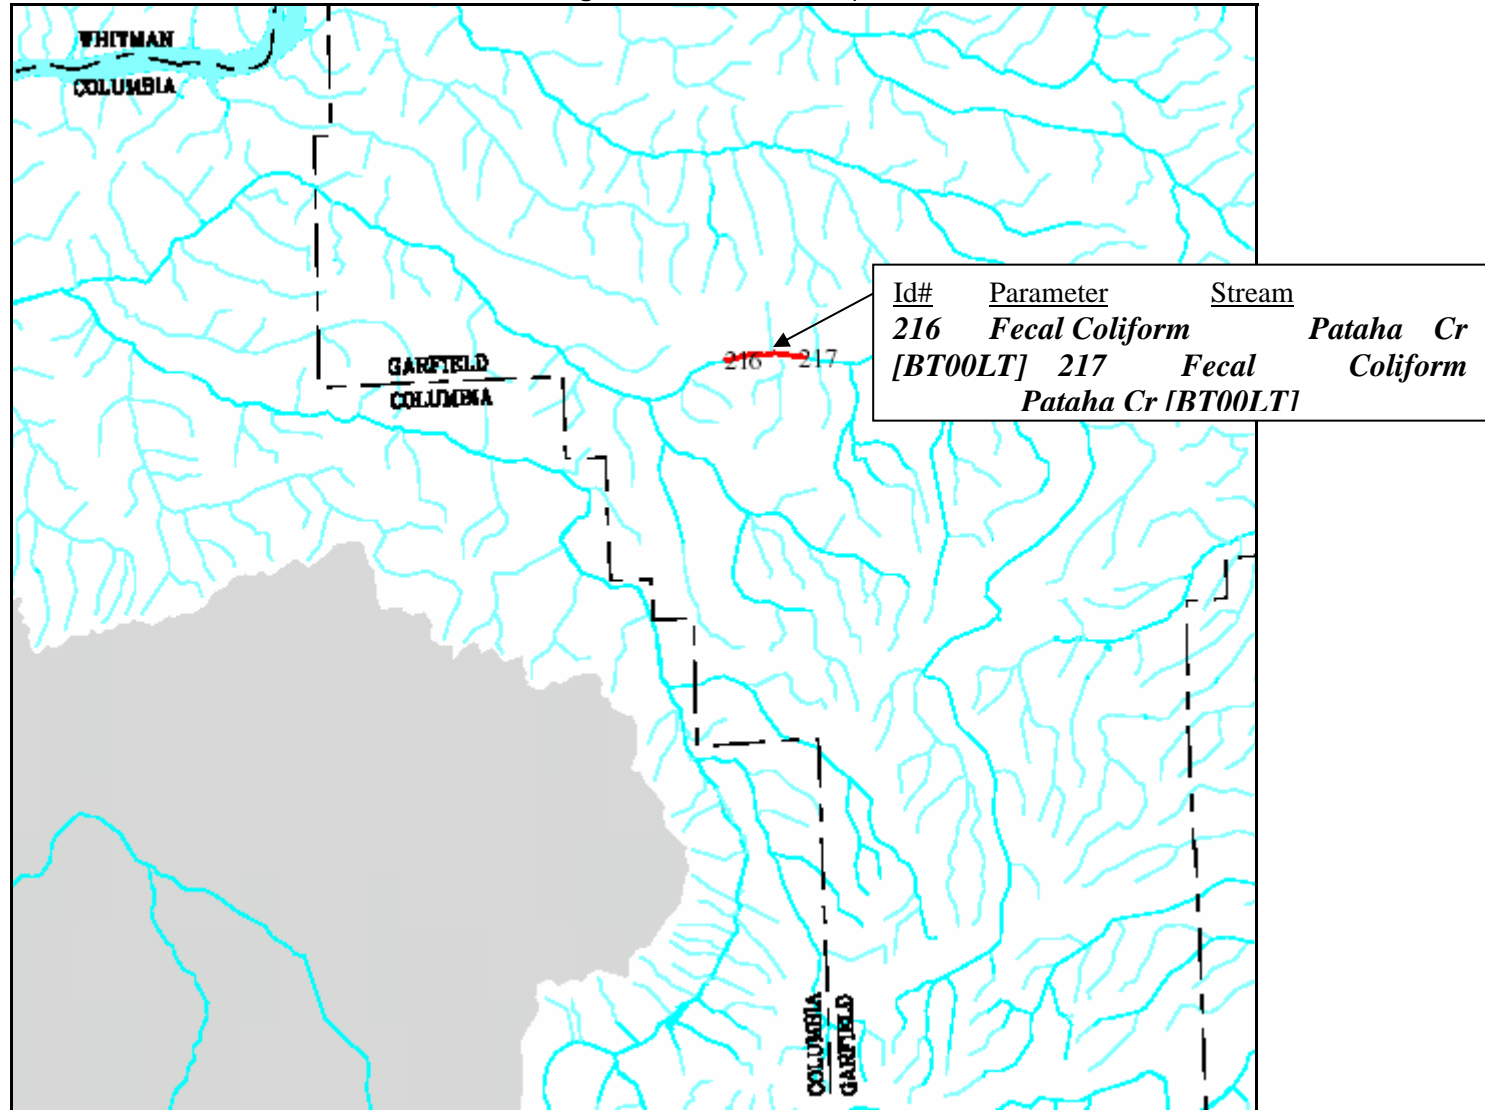 WHITMAN
COLUMBIA
GARFIELD
COLUMBIA
216 217
Id# Parameter Stream
216 Fecal Coliform Pataha Cr
[BT00LT] 217 Fecal Coliform
Pataha Cr [BT00LT]
COLUMBIA
GARFIELD